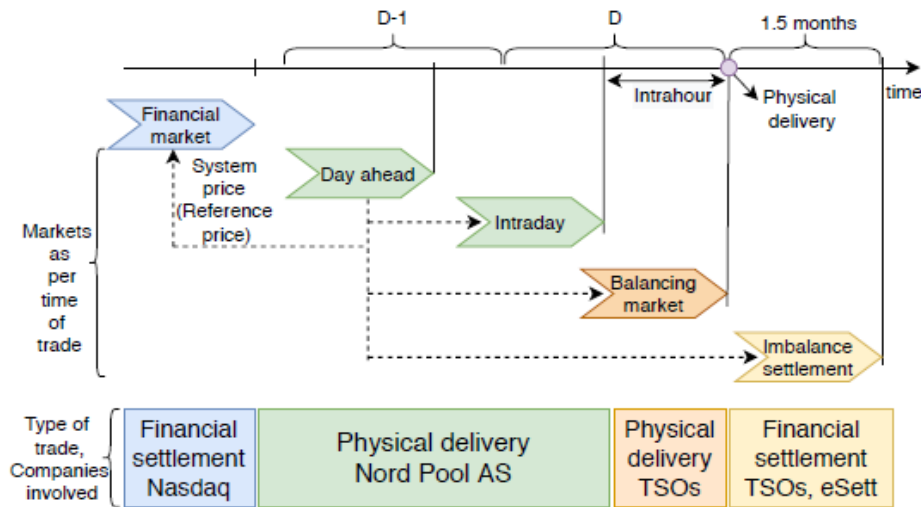 D-1
D
1.5 months
time
Intrahour
Physical
delivery
Financial
market
System
price
(Reference
price)
Day ahead
Intraday
Balancing
market
Imbalance
settlement
Markets
as
per
time
of
trade
Type of
trade,
Companies
involved
Financial
settlement
Nasdaq
Physical delivery
Nord Pool AS
Physical
delivery
TSOs
Financial
settlement
TSOs, eSett